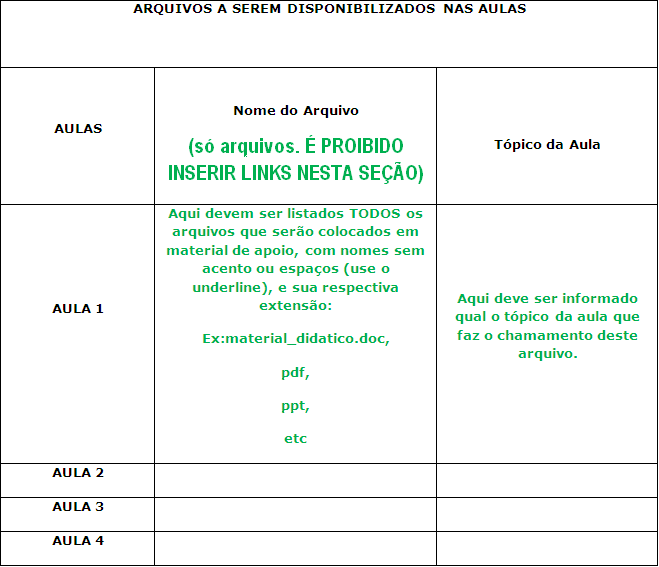 ARQUIVOS A SEREM DISPONIBILIZADOS NAS AULAS
AULAS
Nome do Arquivo
(só arquivos. É PROIBIDO
INSERIR LINKS NESTA SEÇÃO)
Tópico da Aula
AULA 1
Aqui devem ser listados TODOS os
arquivos que serão colocados em
material de apoio, com nomes sem
acento ou espaços (use o
underline), e sua respectiva
extensão:
Ex:material_didatico.doc,
pdf,
ppt,
etc
Aqui deve ser informado
qual o tópico da aula que
faz o chamamento deste
arquivo.
AULA 2
AULA 3
AULA 4